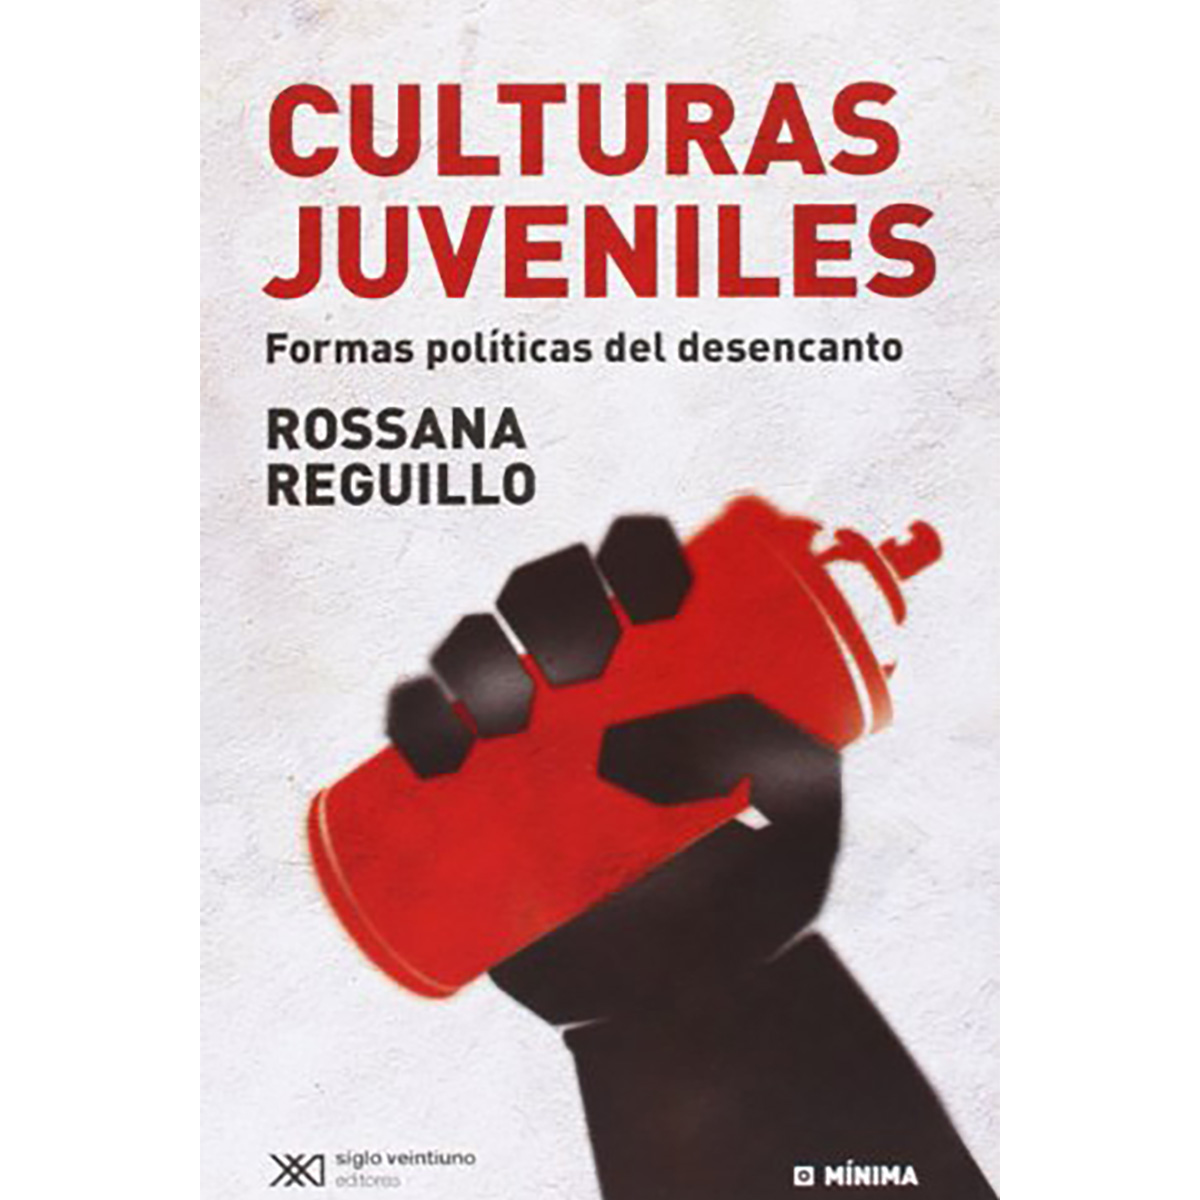 CULTURAS
JUVENILES
Formas políticas del desencanto
ROSSANA
REGUILLO
siglo veintiuno
editores
MÍNIMA